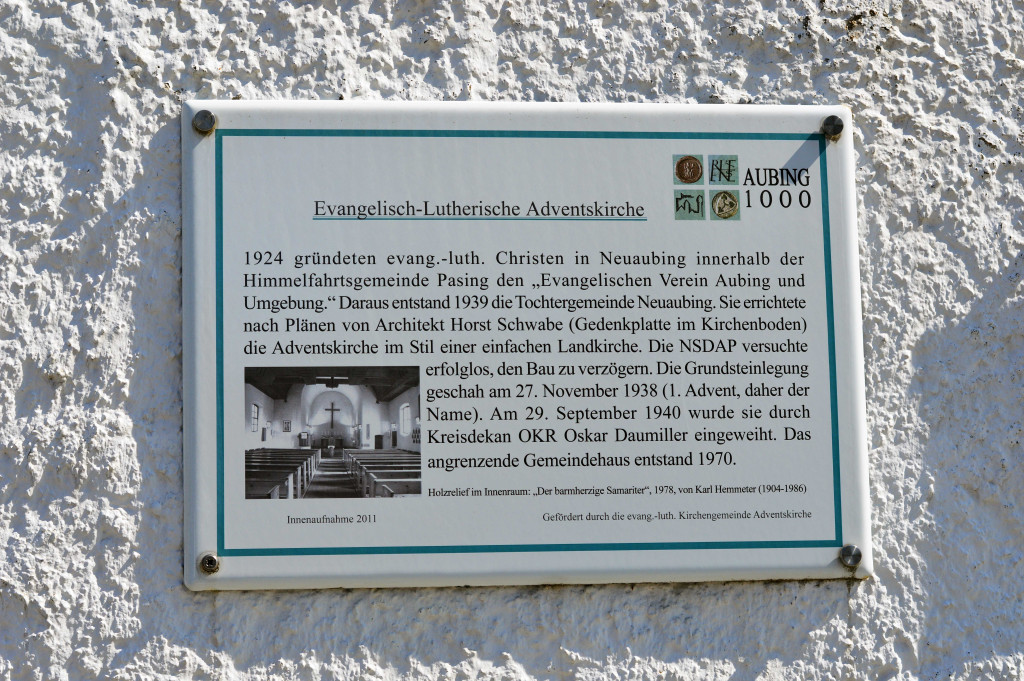 AUBING
1000
Evangelisch-Lutherische Adventskirche
1924 gründeten evang.-luth. Christen in Neuaubing innerhalb der
Himmelfahrtsgemeinde Pasing den „Evangelischen Verein Aubing und
Umgebung.“ Daraus entstand 1939 die Tochtergemeinde Neuaubing. Sie errichtete
nach Plänen von Architekt Horst Schwabe (Gedenkplatte im Kirchenboden)
die Adventskirche im Stil einer einfachen Landkirche. Die NSDAP versuchte
erfolglos, den Bau zu verzögern. Die Grundsteinlegung
geschah am 27. November 1938 (1. Advent, daher der
Name). Am 29. September 1940 wurde sie durch
Kreisdekan OKR Oskar Daumiller eingeweiht. Das
angrenzende Gemeindehaus entstand 1970.
Holzrelief im Innenraum: „Der barmherzige Samariter“, 1978, von Karl Hemmeter (1904-1986)
Innenaufnahme 2011
Gefördert durch die evang.-luth. Kirchengemeinde Adventskirche